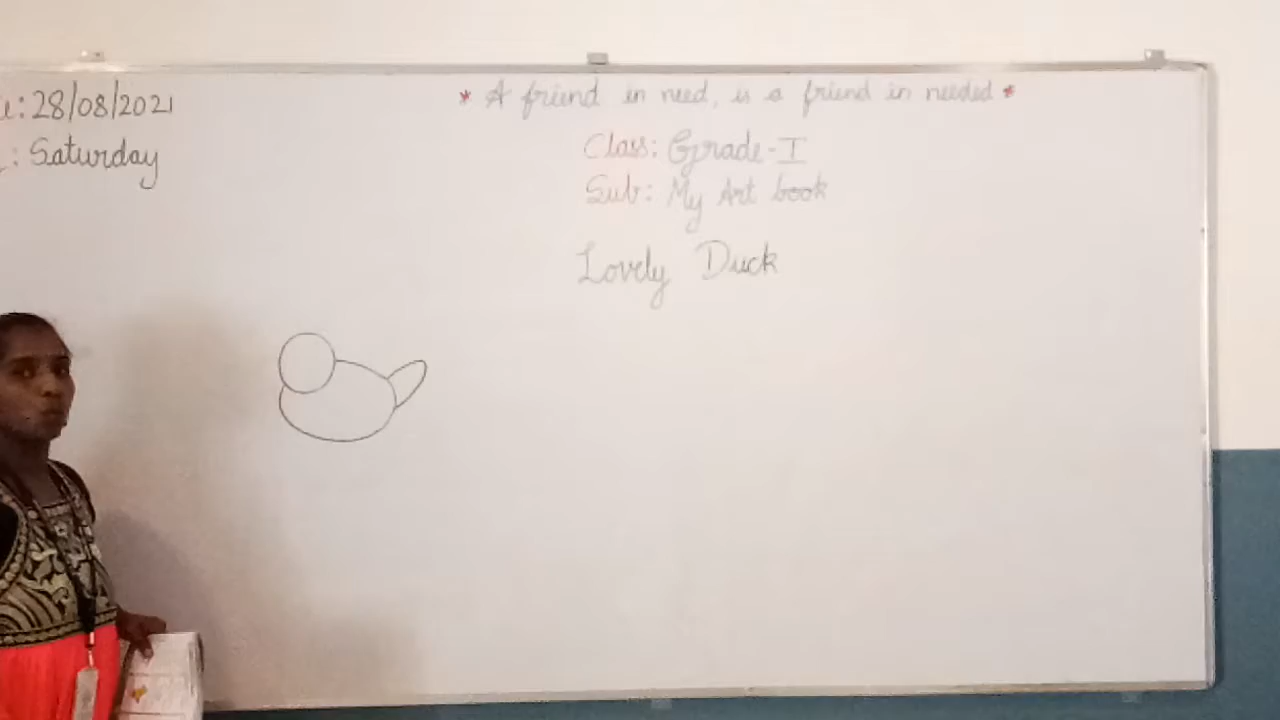 e: 28/08/2021
: Saturday
* A friend in need, is a friend in needed *
Class: Grade-I
Sub: My Art book
Lovely Duck